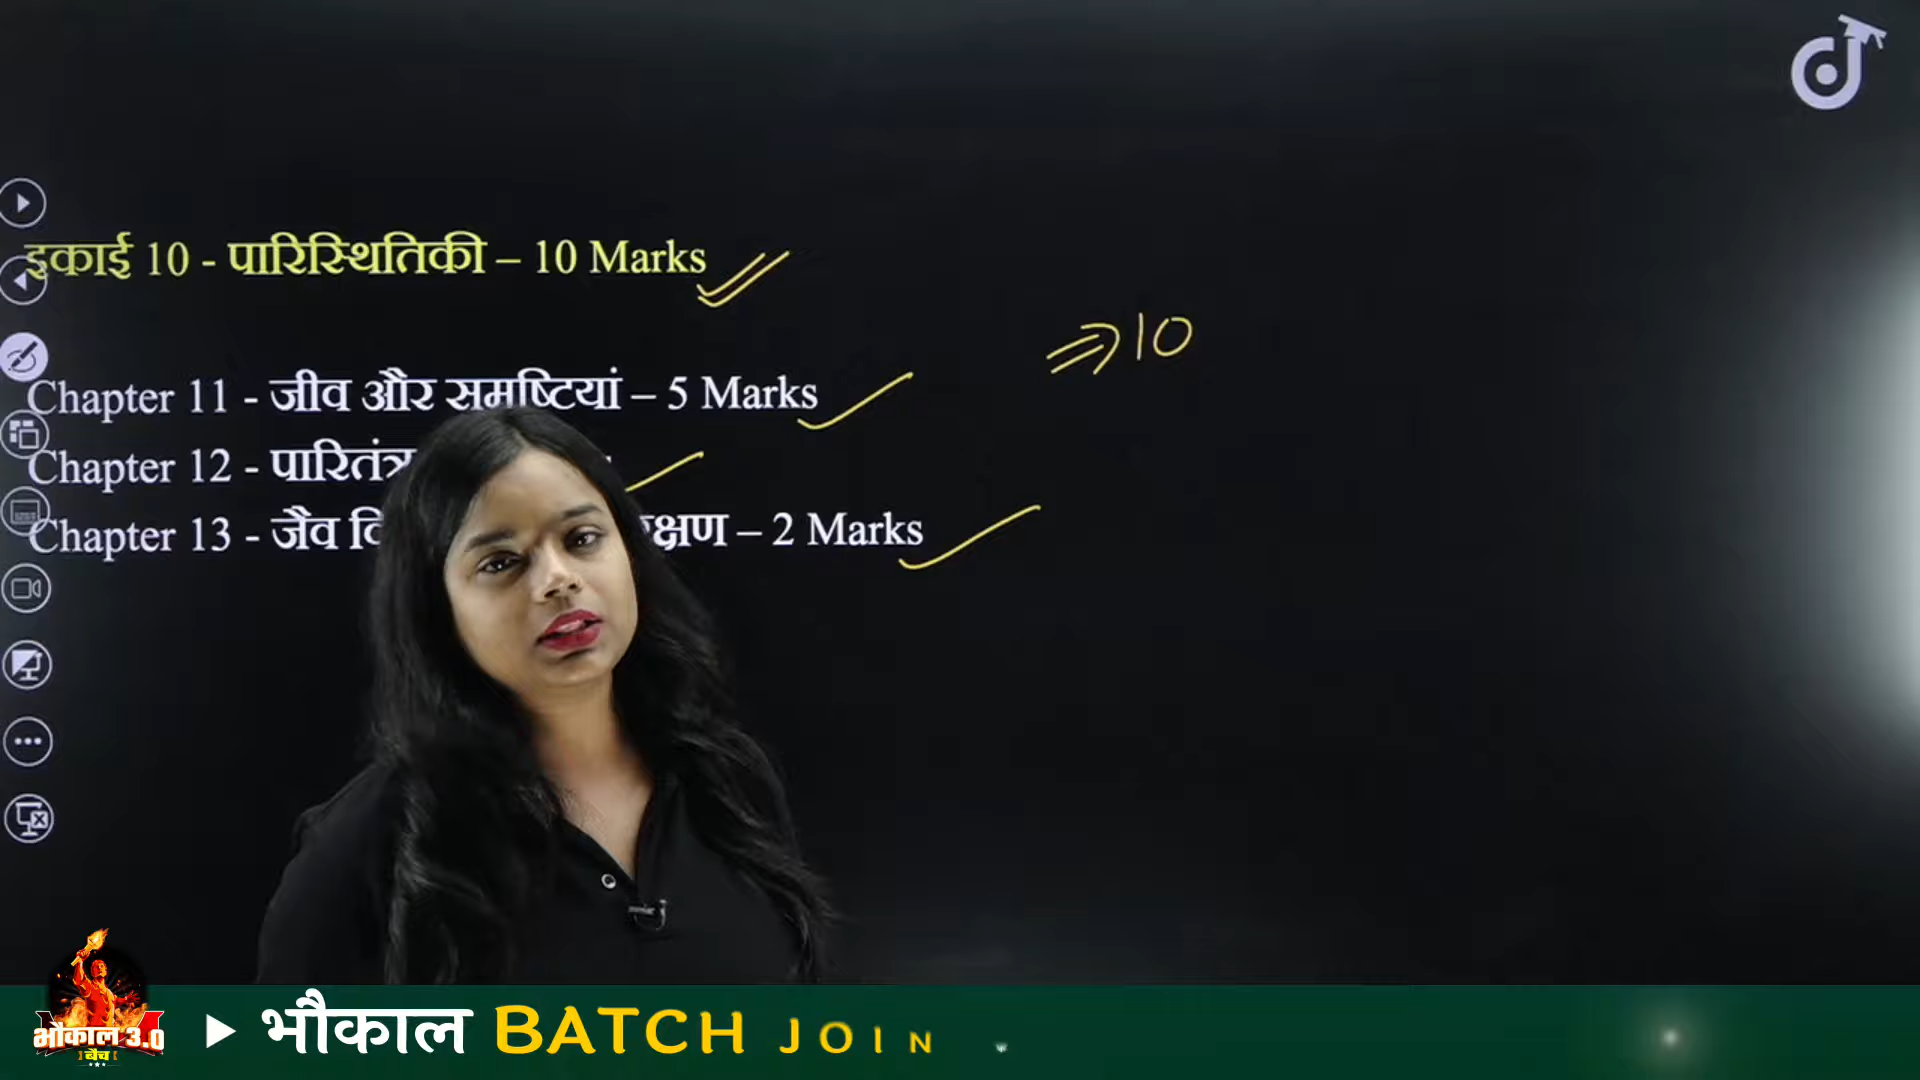 इकाई 10 - पारिस्थितिकी – 10 Marks
⇒ 10
Chapter 11 - जीव और समष्टियां – 5 Marks
Chapter 12 - पारितंत्र
Chapter 13 - जैव क्षण – 2 Marks
भौकाल 3.0
बैच
भौकाल BATCH JOIN